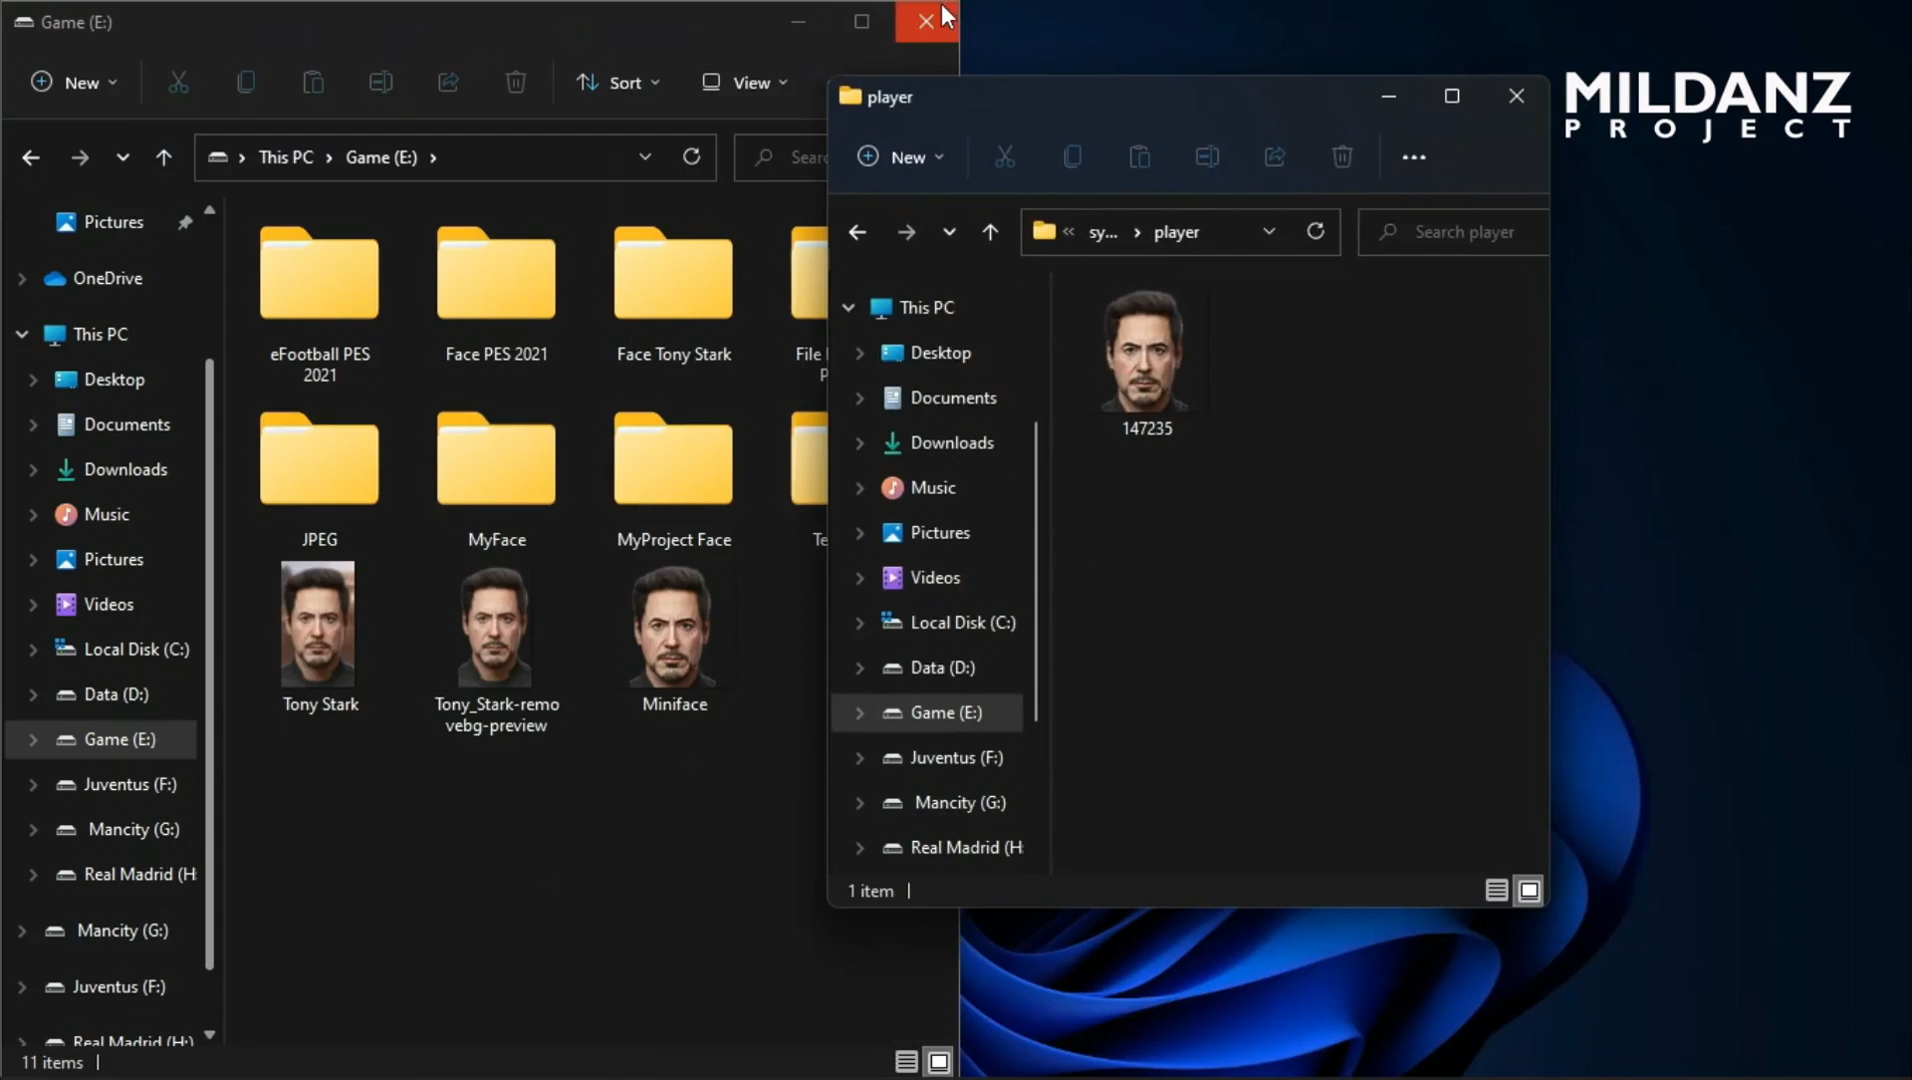 Game (E:)
New
Sort
View
This PC
Game (E:)
Pictures
OneDrive
This PC
Desktop
Documents
Downloads
Music
Pictures
Videos
Local Disk (C:)
Data (D:)
Game (E:)
Juventus (F:)
Mancity (G:)
Real Madrid (H:
Mancity (G:)
Juventus (F:)
Real Madrid (H:)
eFootball PES
2021
Face PES 2021
Face Tony Stark
File
JPEG
MyFace
MyProject Face
Tony Stark
Tony_Stark-remo
vebg-preview
Miniface
11 items
player
New
sy...
player
Search player
This PC
Desktop
Documents
Downloads
Music
Pictures
Videos
Local Disk (C:)
Data (D:)
Game (E:)
Juventus (F:)
Mancity (G:)
Real Madrid (H:
147235
1 item
MILDANZ
PROJECT